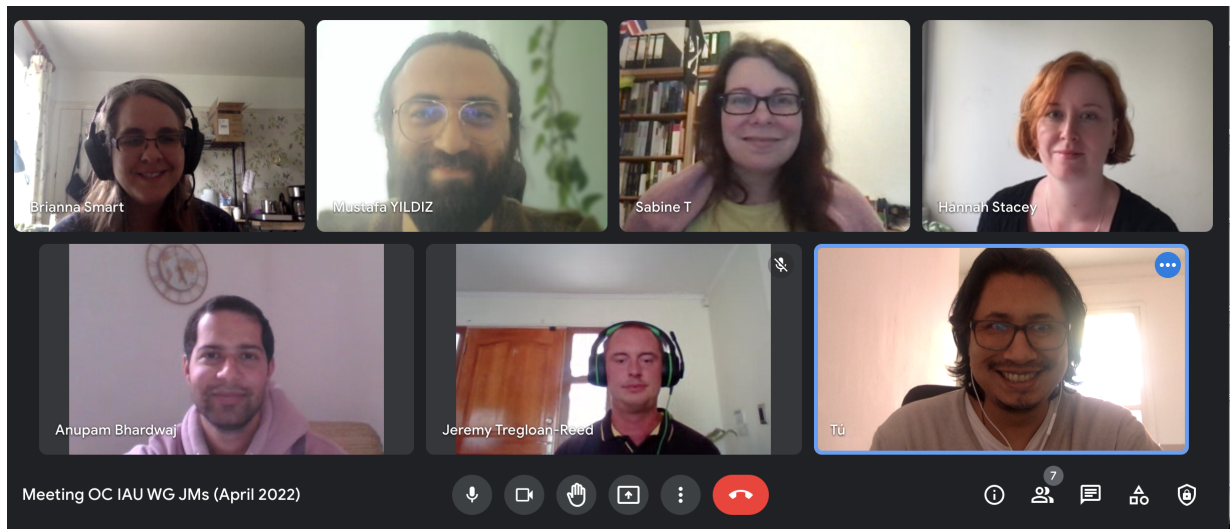 Brianna Smart
Mustafa YILDIZ
Sabine T
Hannah Stacey
Anupam Bhardwaj
Jeremy Tregloan-Reed
Tú
Meeting OC IAU WG JMs (April 2022)
7